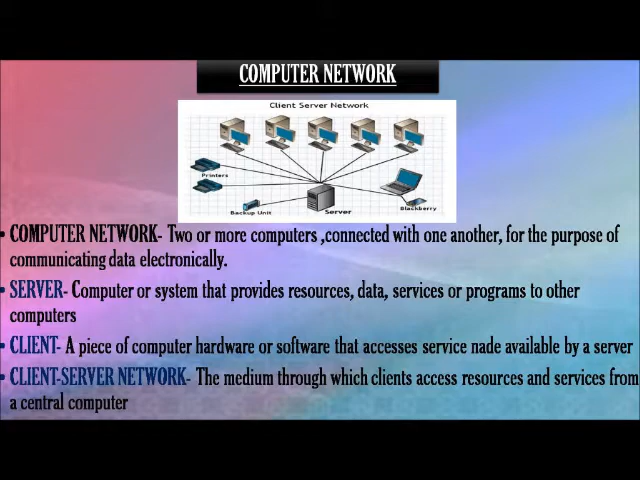 COMPUTER NETWORK
Client Server Network
Printers
Backup Unit
Server
Blackberry
• COMPUTER NETWORK- Two or more computers ,connected with one another, for the purpose of
communicating data electronically.
• SERVER- Computer or system that provides resources, data, services or programs to other
computers
• CLIENT- A piece of computer hardware or software that accesses service nade available by a server
• CLIENT-SERVER NETWORK- The medium through which clients access resources and services from
a central computer